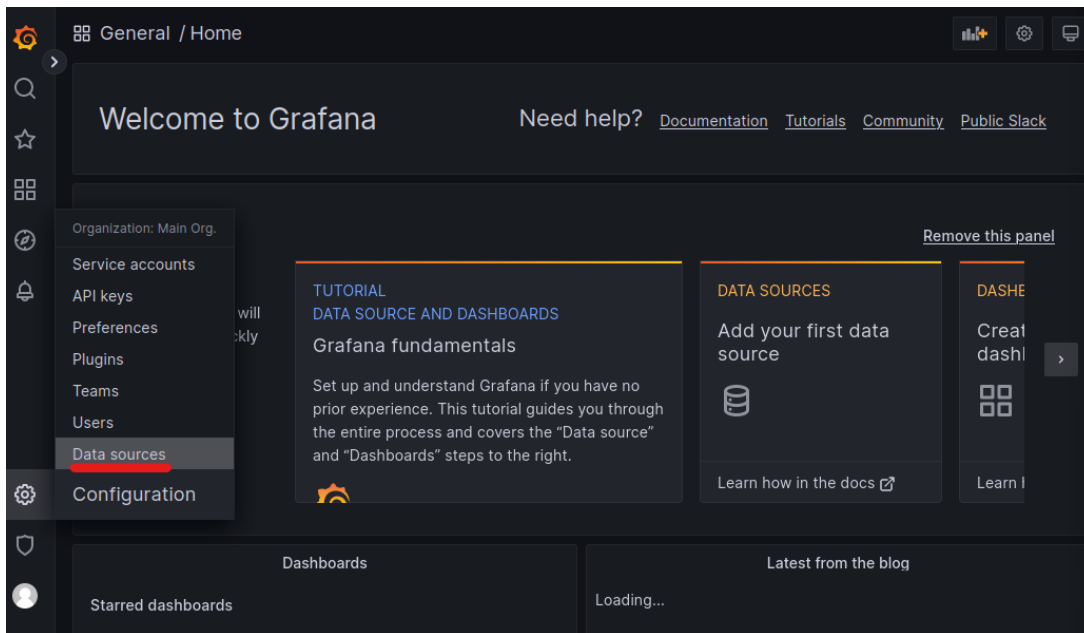 General / Home
Welcome to Grafana
Need help? Documentation Tutorials Community Public Slack
Remove this panel
Organization: Main Org.
Service accounts
API keys
Preferences
Plugins
Teams
Users
Data sources
Configuration
will
TUTORIAL
DATA SOURCE AND DASHBOARDS
Grafana fundamentals
Set up and understand Grafana if you have no
prior experience. This tutorial guides you through
the entire process and covers the “Data source”
and “Dashboards” steps to the right.
DATA SOURCES
Add your first data
source
Learn how in the docs
Learn
Dashboards
Starred dashboards
Latest from the blog
Loading...